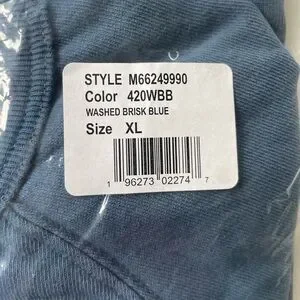 STYLE M66249990
Color 420WBB
WASHED BRISK BLUE
Size XL
1 96273 02274 7